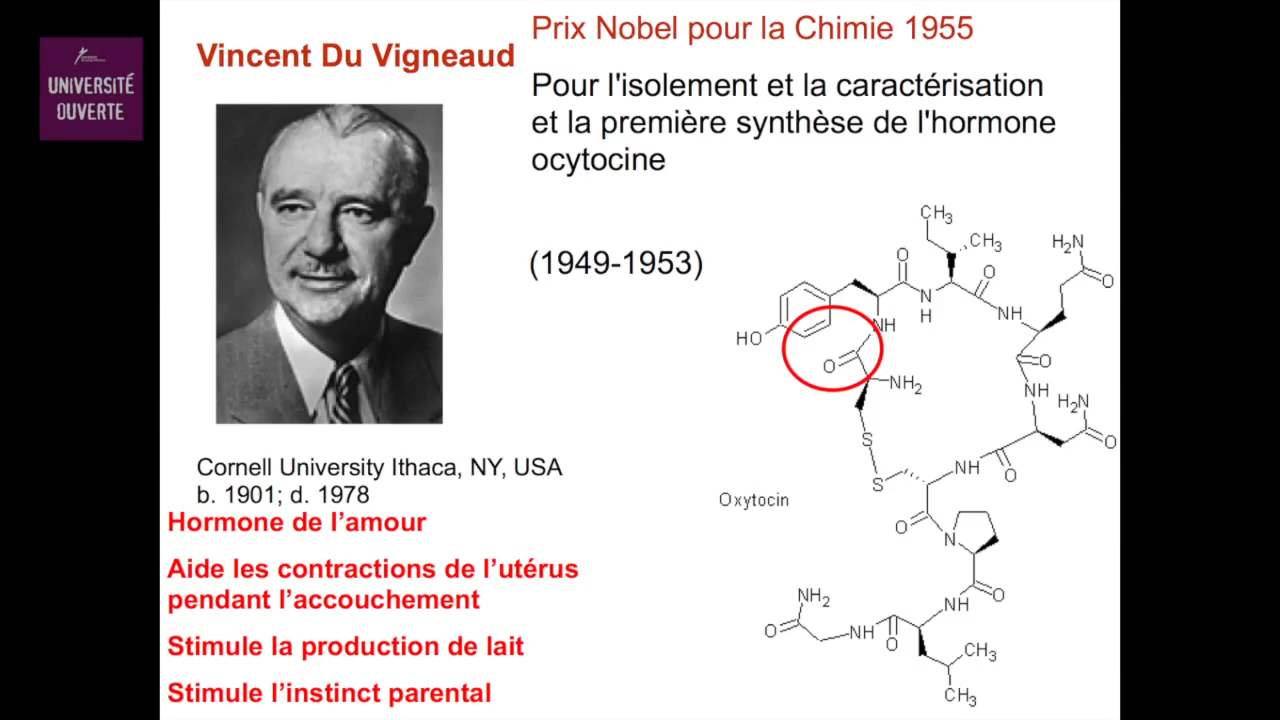 UNIVERSITÉ
OUVERTE
Vincent Du Vigneaud
Prix Nobel pour la Chimie 1955
Pour l'isolement et la caractérisation
et la première synthèse de l'hormone
ocytocine
(1949-1953)
Cornell University Ithaca, NY, USA
b. 1901; d. 1978
Hormone de l’amour
Aide les contractions de l’utérus
pendant l’accouchement
Stimule la production de lait
Stimule l’instinct parental
CH3
CH3
O
O
H2N
O
N
H
NH
HO
NH
O
NH2
O
NH
H2N
O
S
S
NH
O
Oxytocin
O
N
O
NH
NH2
O
NH
O
CH3
CH3